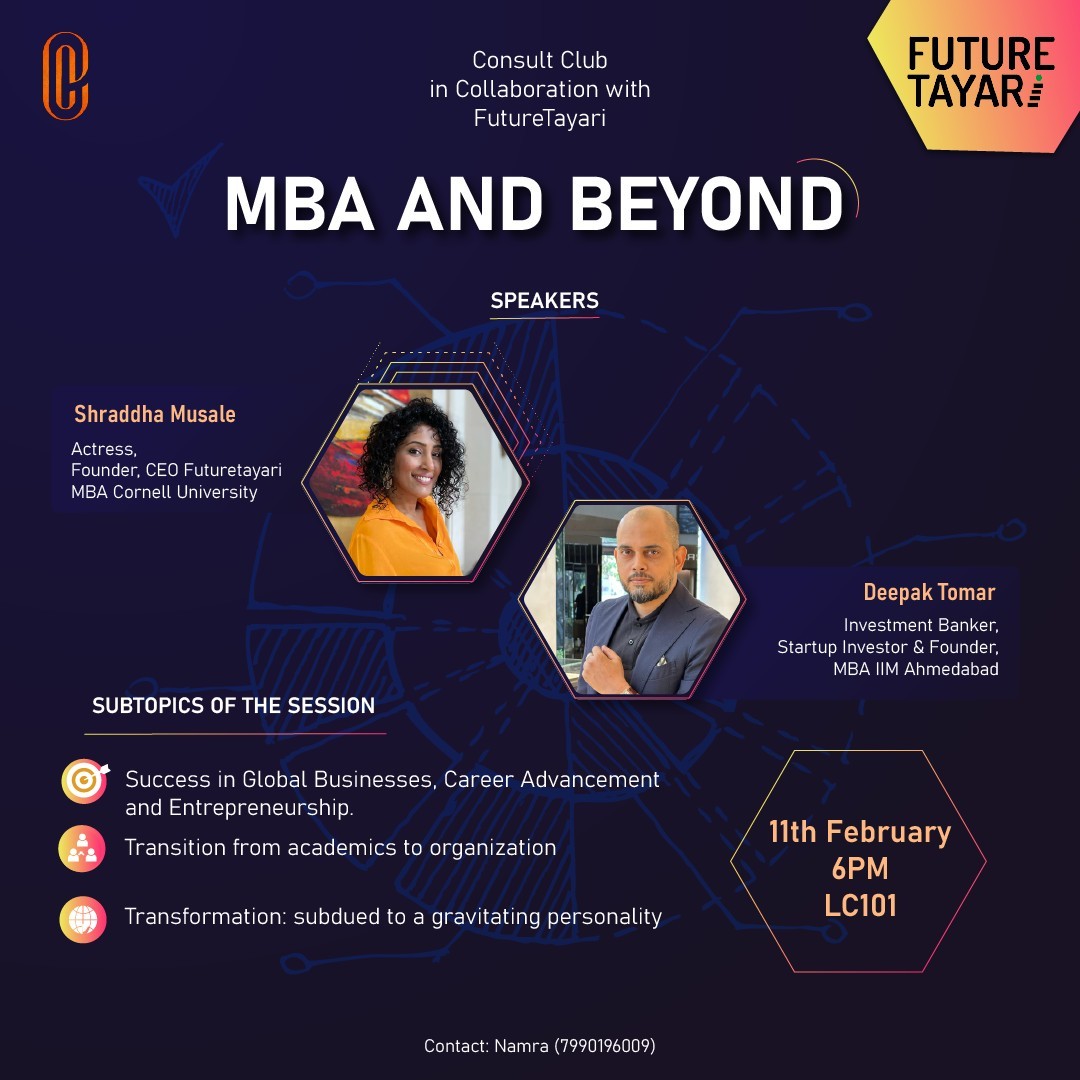 Consult Club
in Collaboration with
FutureTayari
FUTURE
TAYARi
MBA AND BEYOND
SPEAKERS
Shraddha Musale
Actress,
Founder, CEO Futuretayari
MBA Cornell University
Deepak Tomar
Investment Banker,
Startup Investor & Founder,
MBA IIM Ahmedabad
SUBTOPICS OF THE SESSION
Success in Global Businesses, Career Advancement
and Entrepreneurship.
Transition from academics to organization
Transformation: subdued to a gravitating personality
11th February
6PM
LC101
Contact: Namra (7990196009)